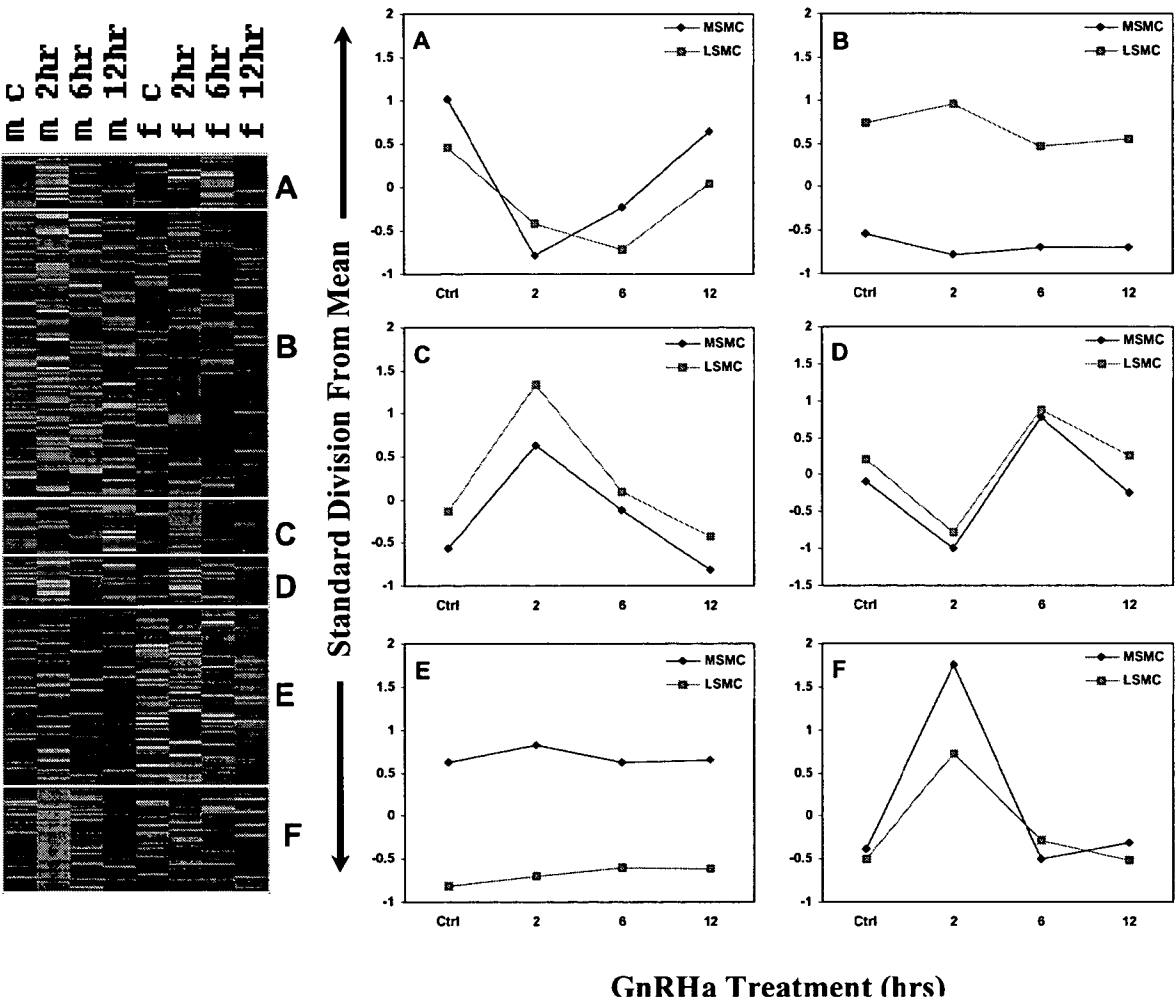 m C
m 2hr
m 6hr
m 12hr
f C
f 2hr
f 6hr
f 12hr
A
B
C
D
E
F
Standard Division From Mean
A
MSMC
LSMC
2
1.5
1
0.5
0
-0.5
-1
Ctrl 2 6 12
B
MSMC
LSMC
2
1.5
1
0.5
0
-0.5
-1
Ctrl 2 6 12
C
MSMC
LSMC
2
1.5
1
0.5
0
-0.5
-1
Ctrl 2 6 12
D
MSMC
LSMC
2
1.5
1
0.5
0
-0.5
-1
-1.5
Ctrl 2 6 12
E
MSMC
LSMC
2
1.5
1
0.5
0
-0.5
-1
Ctrl 2 6 12
F
MSMC
LSMC
2
1.5
1
0.5
0
-0.5
-1
Ctrl 2 6 12
GnRHa Treatment (hrs)